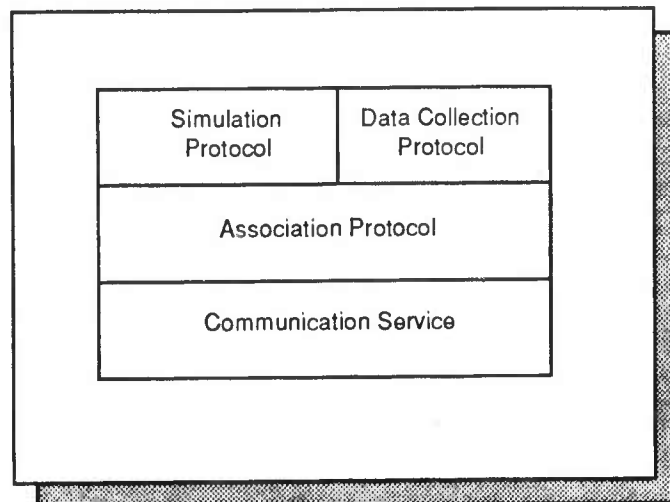 Simulation
Protocol
Data Collection
Protocol
Association Protocol
Communication Service